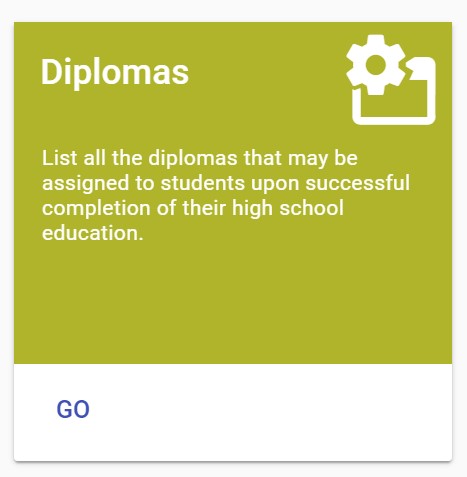 Diplomas
List all the diplomas that may be
assigned to students upon successful
completion of their high school
education.
GO